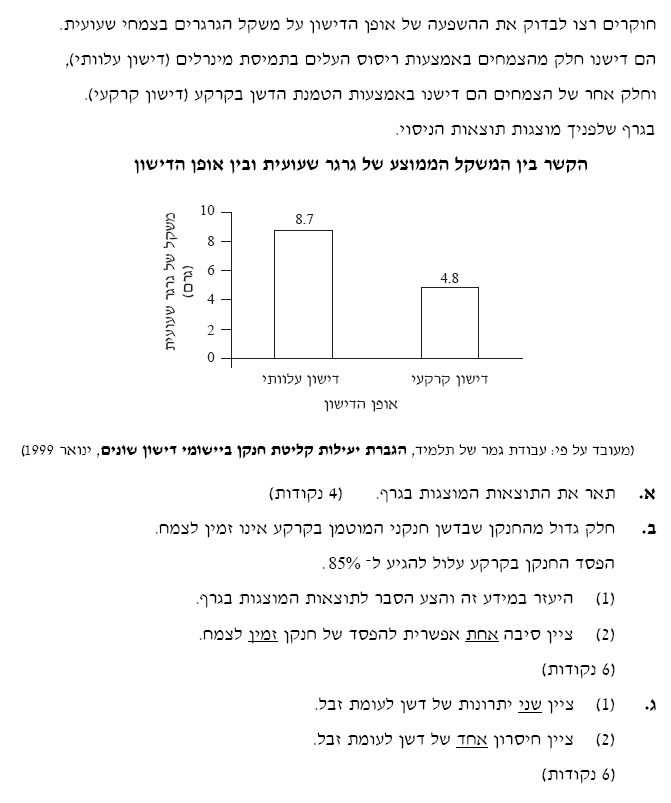 חוקרים רצו לבדוק את ההשפעה של אופן הדישון על משקל הגרגרים בצמחי שעועית.
הם דישנו חלק מהצמחים באמצעות ריסוס העלים בתמיסת מינרלים (דישון עלוותי),
וחלק אחר של הצמחים הם דישנו באמצעות הטמנת הדשן בקרקע (דישון קרקעי).
בגרף שלפניך מוצגות תוצאות הניסוי.
הקשר בין המשקל הממוצע של גרגר שעועית ובין אופן הדישון
משקל של גרגר שעועית
(גרם)
10
8
6
4
2
0
8.7
4.8
דישון עלוותי
דישון קרקעי
אופן הדישון
(מעובד על פי: עבודת גמר של תלמיד, הגברת יעילות קליטת חנקן ביישומי דישון שונים, ינואר 1999)
א. תאר את התוצאות המוצגות בגרף. (4 נקודות)
ב. חלק גדול מהחנקן שבדשן חנקני המוטמן בקרקע אינו זמין לצמח.
הפסד החנקן בקרקע עלול להגיע ל־ 85%.
(1) היעזר במידע זה והצע הסבר לתוצאות המוצגות בגרף.
(2) ציין סיבה אחת אפשרית להפסד של חנקן זמין לצמח.
(6 נקודות)
ג. (1) ציין שני יתרונות של דשן לעומת זבל.
(2) ציין חיסרון אחד של דשן לעומת זבל.
(6 נקודות)